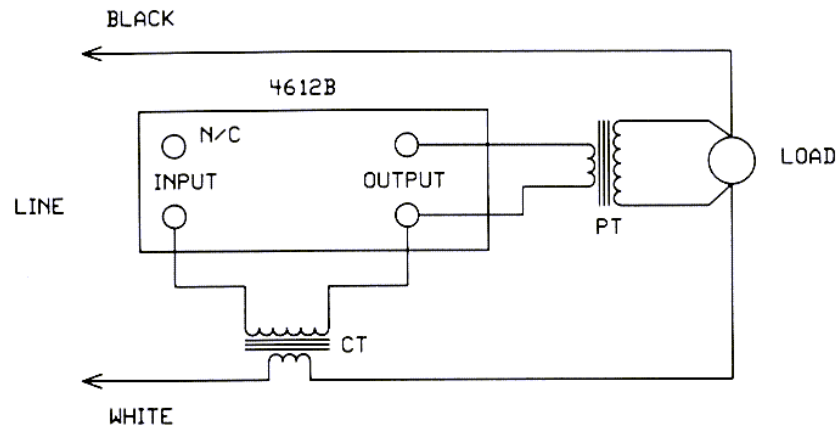 BLACK
4612B
N/C
INPUT
OUTPUT
LOAD
LINE
PT
CT
WHITE